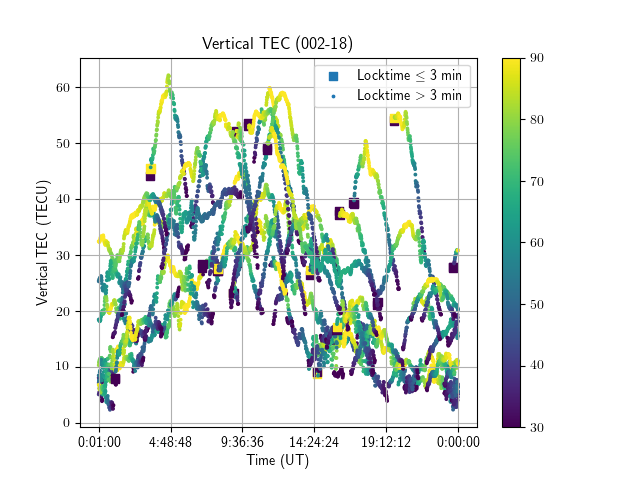 Vertical TEC (002-18)
Locktime ≤ 3 min
Locktime > 3 min
Vertical TEC (TECU)
60
50
40
30
20
10
0
0:01:00 4:48:48 9:36:36 14:24:24 19:12:12 0:00:00
Time (UT)
90
80
70
60
50
40
30